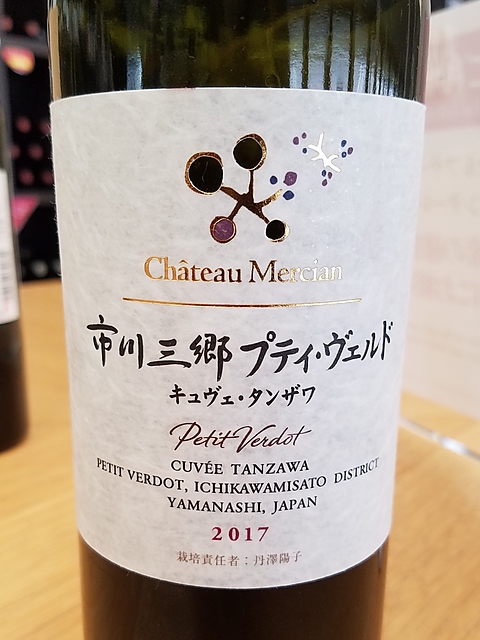 Château Mercian
市川三郷プティ・ヴェルド
キュヴェ・タンザワ
Petit Verdot
CUVÉE TANZAWA
PETIT VERDOT, ICHIKAWAMISATO DISTRICT
YAMANASHI, JAPAN
2017
栽培責任者：丹澤陽子